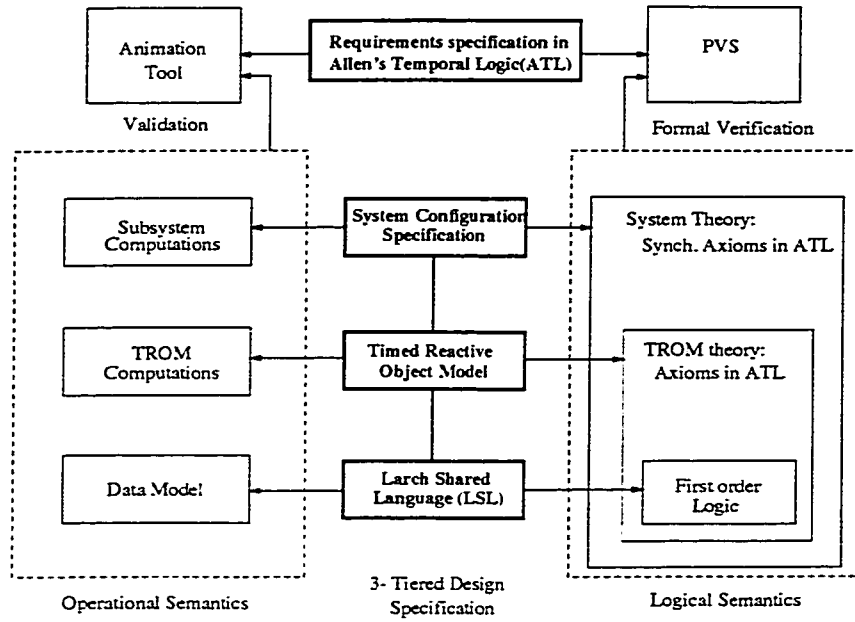 Animation
Tool
Requirements specification in
Allen's Temporal Logic(ATL)
PVS
Validation
Formal Verification
Subsystem
Computations
System Configuration
Specification
System Theory:
Synch. Axioms in ATL
TROM
Computations
Timed Reactive
Object Model
TROM theory:
Axioms in ATL
Data Model
Larch Shared
Language (LSL)
First order
Logic
3- Tiered Design
Specification
Operational Semantics
Logical Semantics